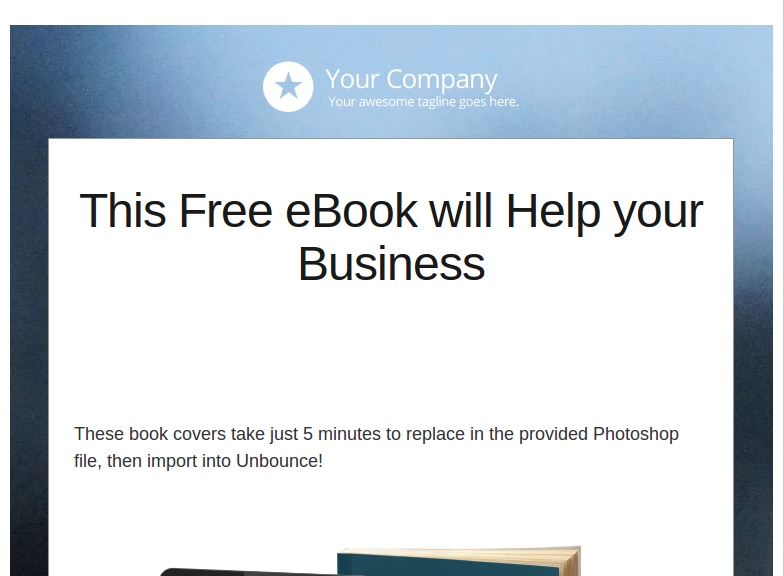 Your Company
Your awesome tagline goes here.
This Free eBook will Help your
Business
These book covers take just 5 minutes to replace in the provided Photoshop
file, then import into Unbounce!